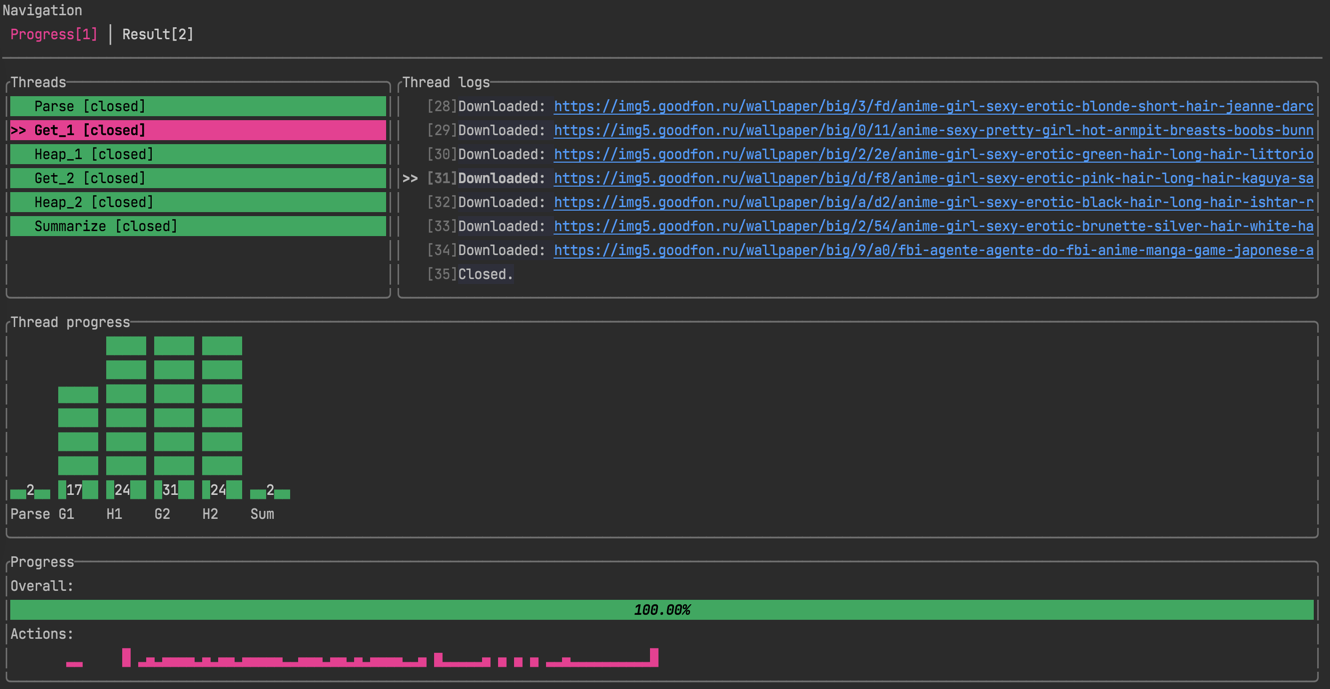 Navigation
Progress[1] │ Result[2]
Threads
Parse [closed]
>> Get_1 [closed]
Heap_1 [closed]
Get_2 [closed]
Heap_2 [closed]
Summarize [closed]
Thread logs
[28]Downloaded: https://img5.goodfon.ru/wallpaper/big/3/fd/anime-girl-sexy-erotic-blonde-short-hair-jeanne-darc
[29]Downloaded: https://img5.goodfon.ru/wallpaper/big/0/11/anime-sexy-pretty-girl-hot-armpit-breasts-boobs-bunn
[30]Downloaded: https://img5.goodfon.ru/wallpaper/big/2/2e/anime-girl-sexy-erotic-green-hair-long-hair-littorio
>> [31]Downloaded: https://img5.goodfon.ru/wallpaper/big/d/f8/anime-girl-sexy-erotic-pink-hair-long-hair-kaguya-sa
[32]Downloaded: https://img5.goodfon.ru/wallpaper/big/a/d2/anime-girl-sexy-erotic-black-hair-long-hair-ishtar-r
[33]Downloaded: https://img5.goodfon.ru/wallpaper/big/2/54/anime-girl-sexy-erotic-brunette-silver-hair-white-ha
[34]Downloaded: https://img5.goodfon.ru/wallpaper/big/9/a0/fbi-agente-agente-do-fbi-anime-manga-game-japonese-a
[35]Closed.
Thread progress
2 17 24 31 24 2
Parse G1 H1 G2 H2 Sum
Progress
Overall:
100.00%
Actions: